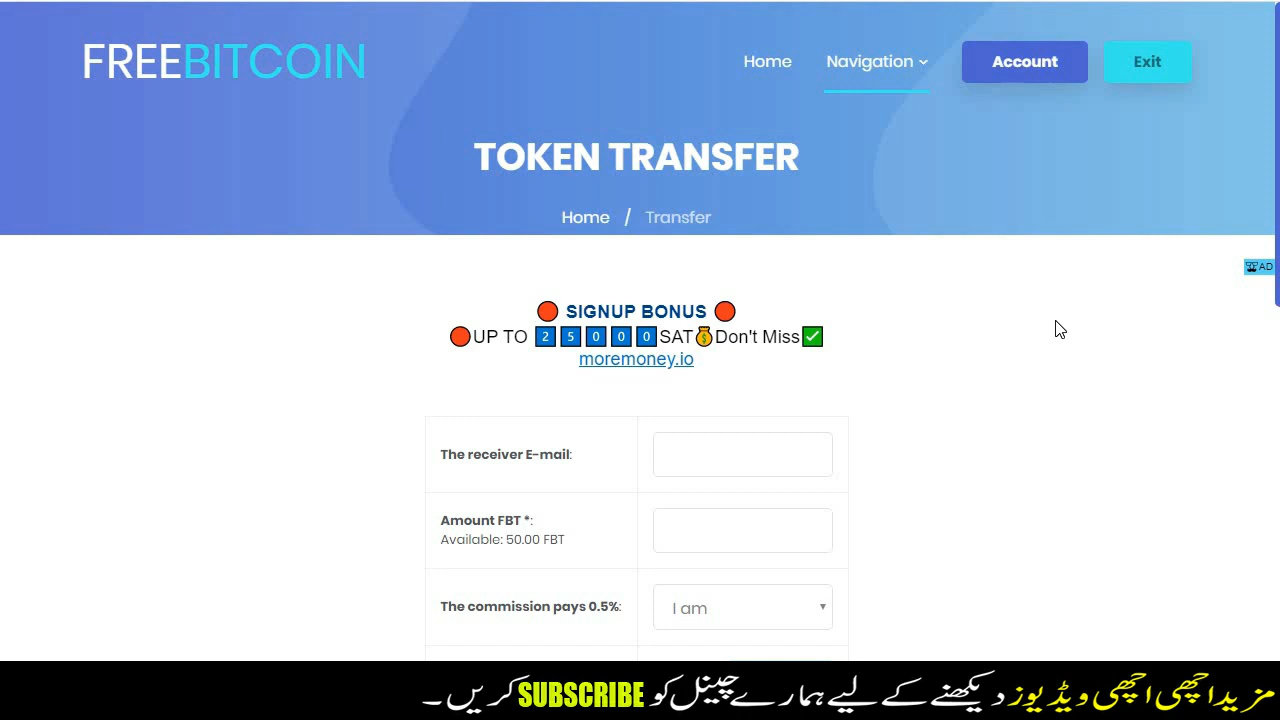 FREEBITCOIN
Home Navigation Account Exit
TOKEN TRANSFER
Home / Transfer
AD
SIGNUP BONUS
UP TO 25000SAT💰Don't Miss✅
moremoney.io
The receiver E-mail:
Amount FBT *:
Available: 50.00 FBT
The commission pays 0.5%:
I am
مزید اچھی اچھی ویڈیوز دیکھنے کے لیے ہمارے چینل کو SUBSCRIBE کریں۔